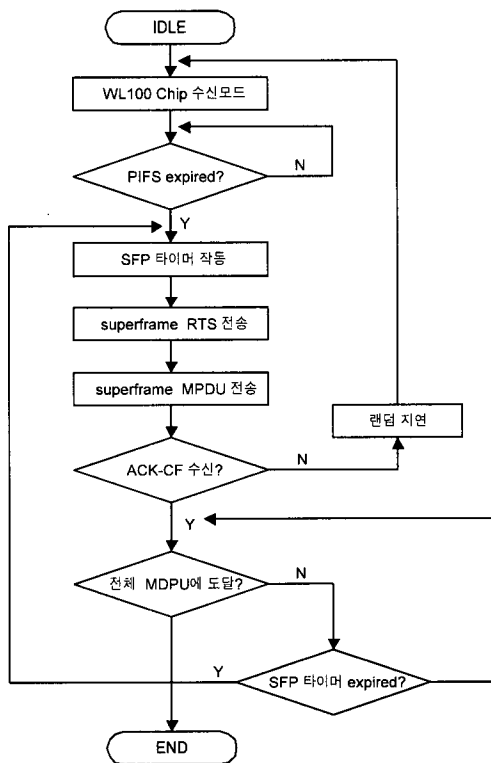 IDLE
WL100 Chip 수신모드
PIFS expired?
N
Y
SFP 타이머 작동
superframe RTS 전송
superframe MPDU 전송
랜덤 지연
ACK-CF 수신?
N
Y
전체 MDPU에 도달?
N
Y
SFP 타이머 expired?
END